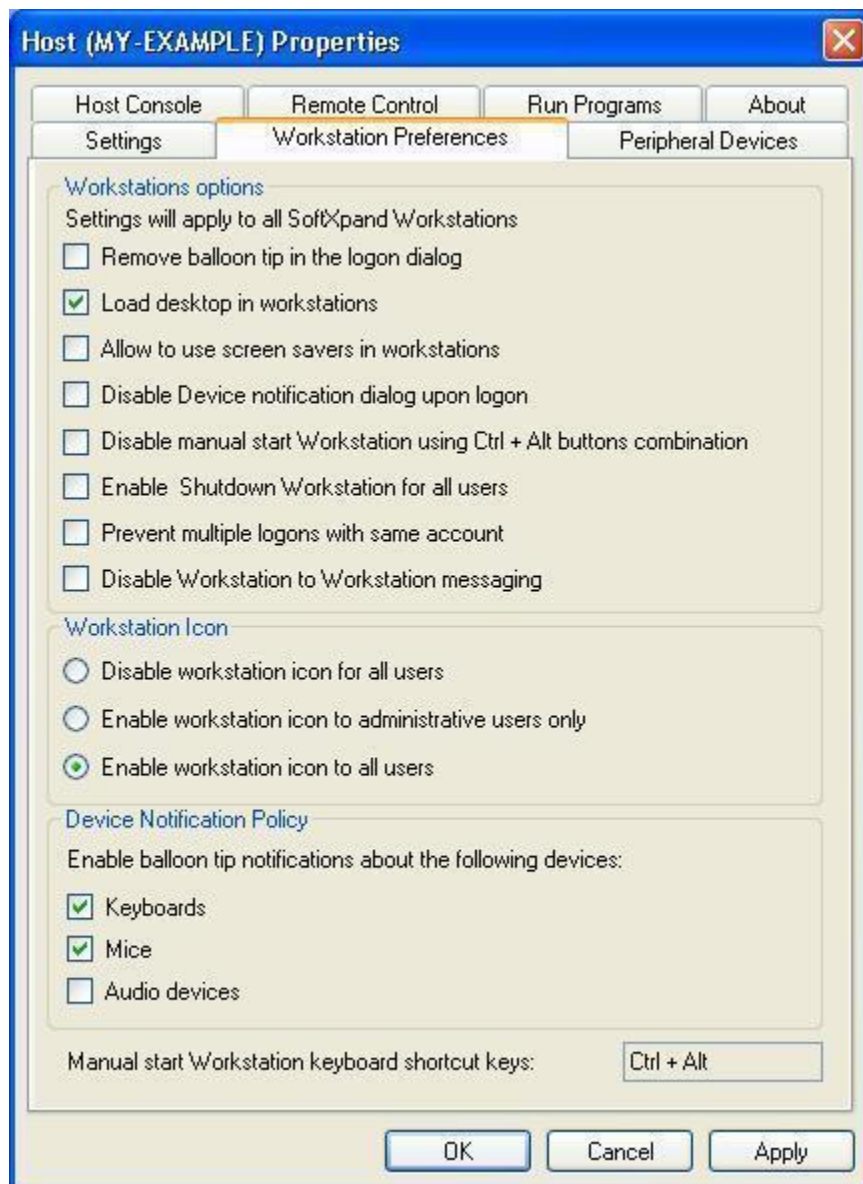 Host (MY-EXAMPLE) Properties
Host Console Remote Control Run Programs About
Settings Workstation Preferences Peripheral Devices
Workstations options
Settings will apply to all SoftXpand Workstations
Remove balloon tip in the logon dialog
Load desktop in workstations
Allow to use screen savers in workstations
Disable Device notification dialog upon logon
Disable manual start Workstation using Ctrl + Alt buttons combination
Enable Shutdown Workstation for all users
Prevent multiple logons with same account
Disable Workstation to Workstation messaging
Workstation Icon
Disable workstation icon for all users
Enable workstation icon to administrative users only
Enable workstation icon to all users
Device Notification Policy
Enable balloon tip notifications about the following devices:
Keyboards
Mice
Audio devices
Manual start Workstation keyboard shortcut keys: Ctrl + Alt
OK Cancel Apply